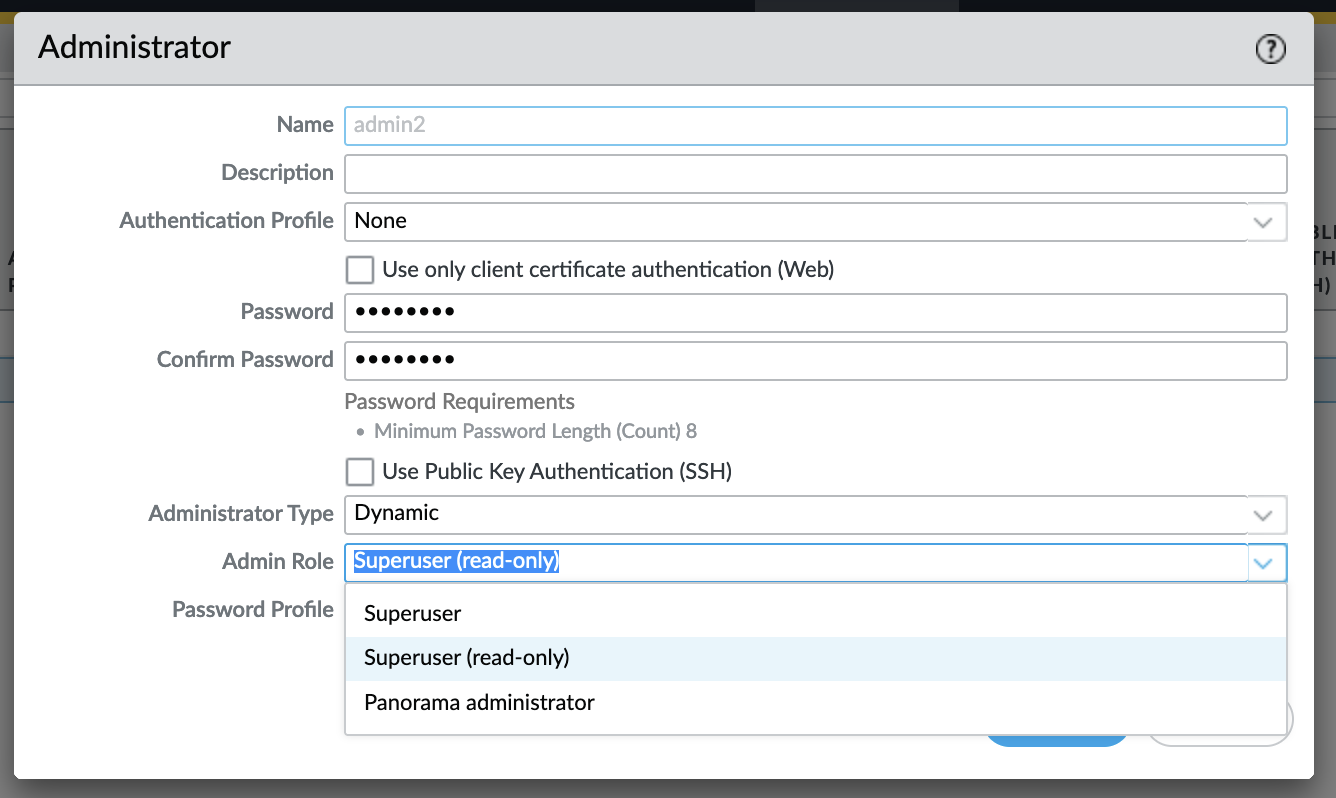 Administrator
?
Name admin2
Description
Authentication Profile None
Use only client certificate authentication (Web)
Password ••••••••
Confirm Password ••••••••
Password Requirements
• Minimum Password Length (Count) 8
Use Public Key Authentication (SSH)
Administrator Type Dynamic
Admin Role Superuser (read-only)
Password Profile
Superuser
Superuser (read-only)
Panorama administrator